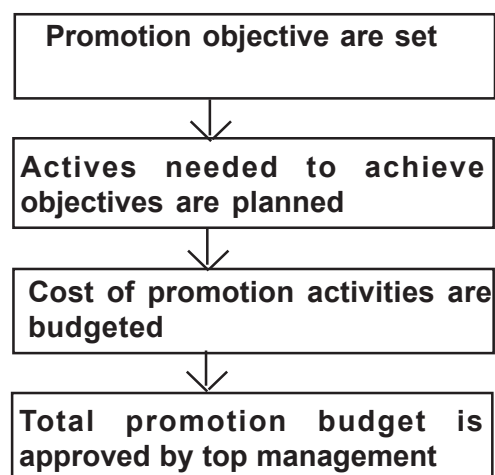 Promotion objective are set
Actives needed to achieve
objectives are planned
Cost of promotion activities are
budgeted
Total promotion budget is
approved by top management